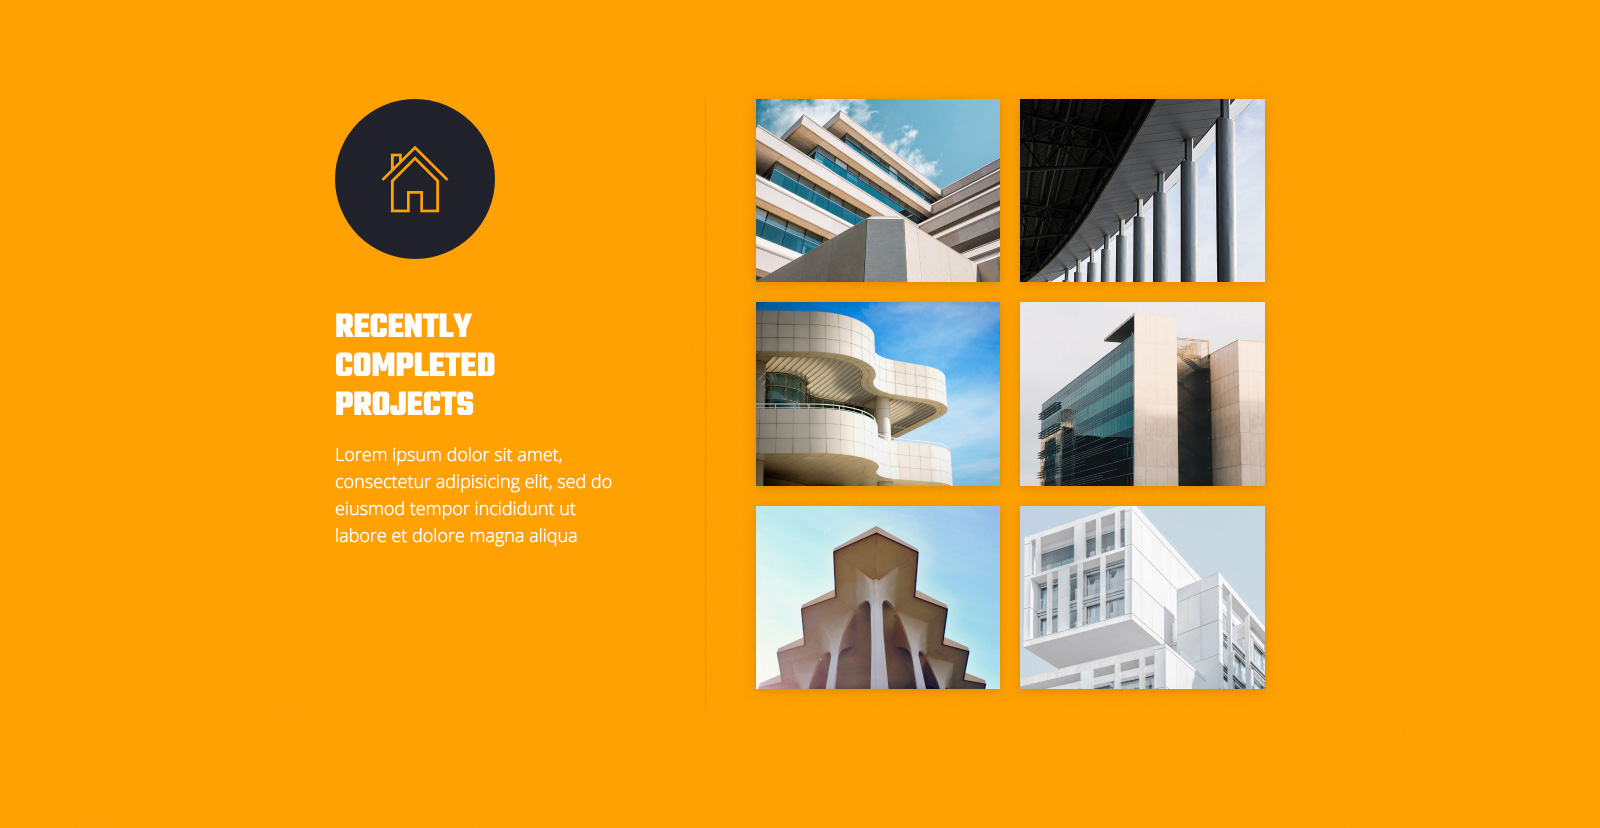 RECENTLY
COMPLETED
PROJECTS
Lorem ipsum dolor sit amet,
consectetur adipisicing elit, sed do
eiusmod tempor incididunt ut
labore et dolore magna aliqua